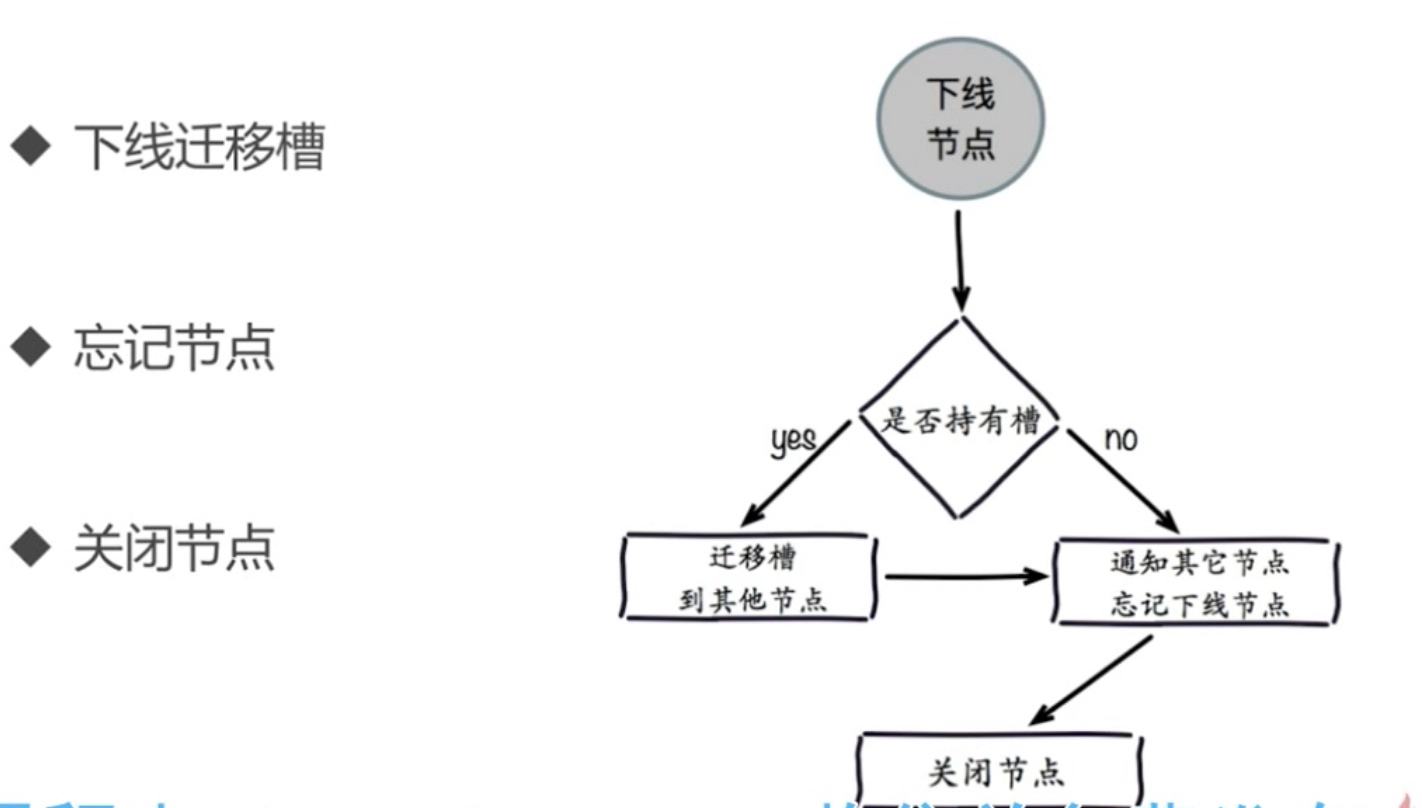 下线迁移槽
忘记节点
关闭节点
下线
节点
是否持有槽
yes
no
迁移槽
到其他节点
通知其它节点
忘记下线节点
关闭节点